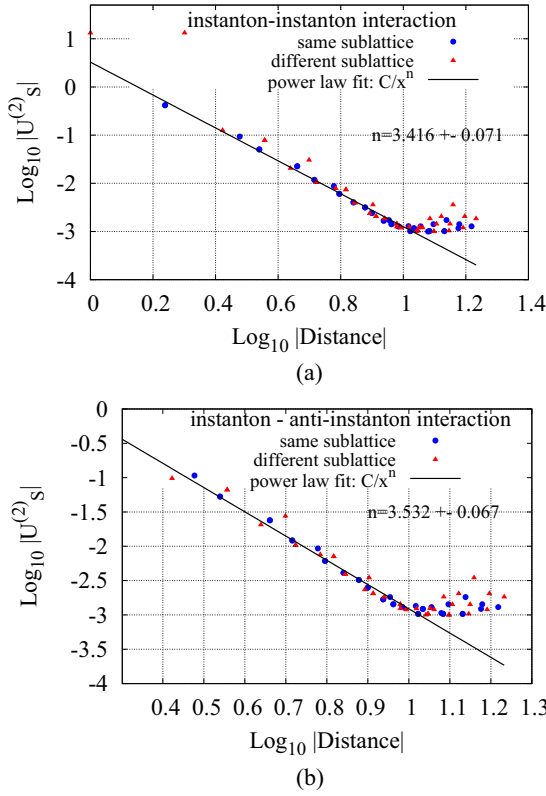 instanton-instanton interaction
same sublattice
different sublattice
power law fit: C/xⁿ
n=3.416 +- 0.071
Log₁₀ |U⁽²⁾s|
1
0
-1
-2
-3
-4
0 0.2 0.4 0.6 0.8 1 1.2 1.4
Log₁₀ |Distance|
(a)
instanton - anti-instanton interaction
same sublattice
different sublattice
power law fit: C/xⁿ
n=3.532 +- 0.067
Log₁₀ |U⁽²⁾s|
0
-0.5
-1
-1.5
-2
-2.5
-3
-3.5
-4
0.4 0.5 0.6 0.7 0.8 0.9 1 1.1 1.2 1.3
Log₁₀ |Distance|
(b)